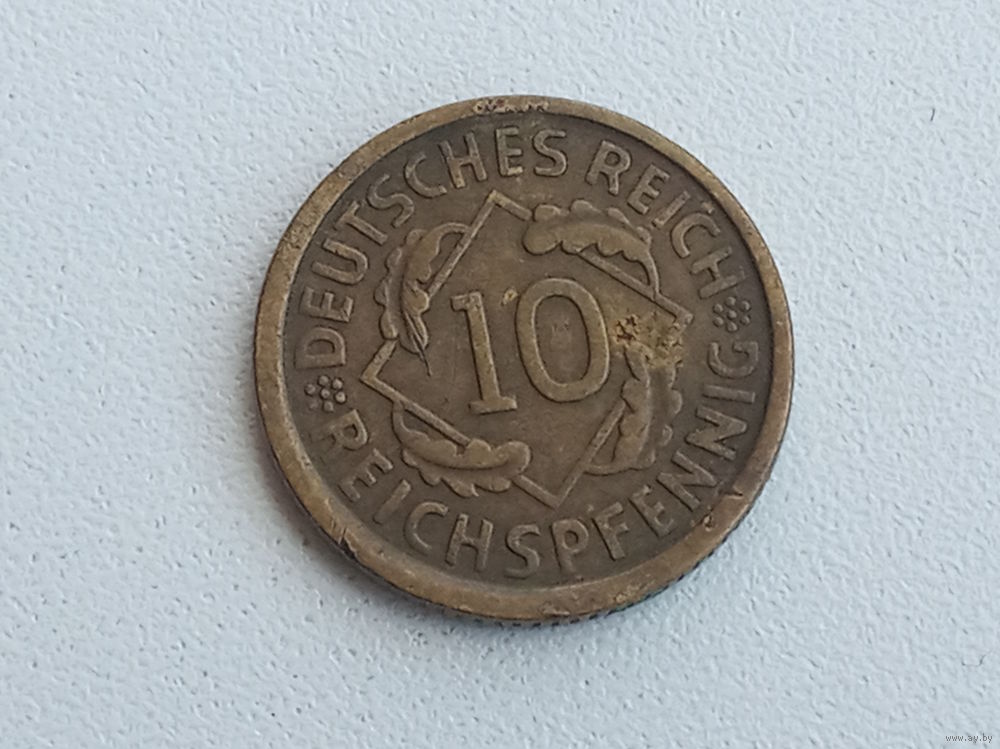 DEUTSCHES REICH
10
REICHSPFENNIG
www.ay.by